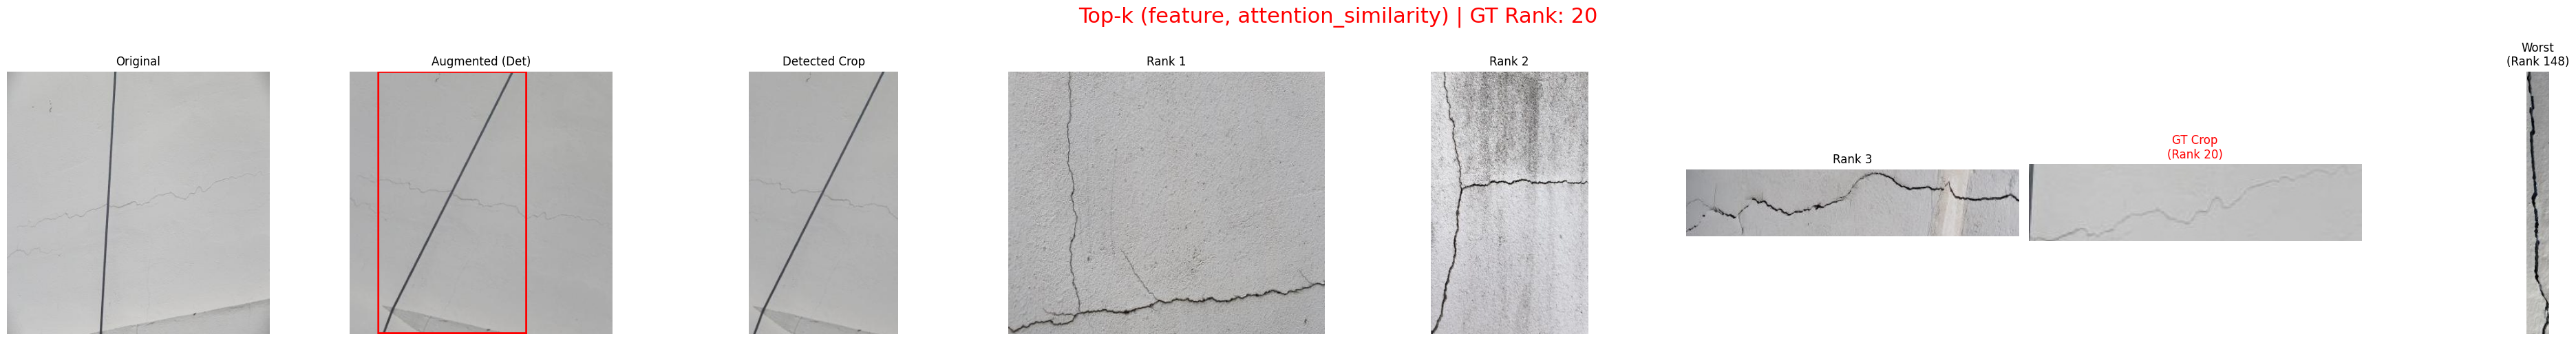 Top-k (feature, attention_similarity) | GT Rank: 20
Original
Augmented (Det)
Detected Crop
Rank 1
Rank 2
Rank 3
GT Crop
(Rank 20)
Worst
(Rank 148)